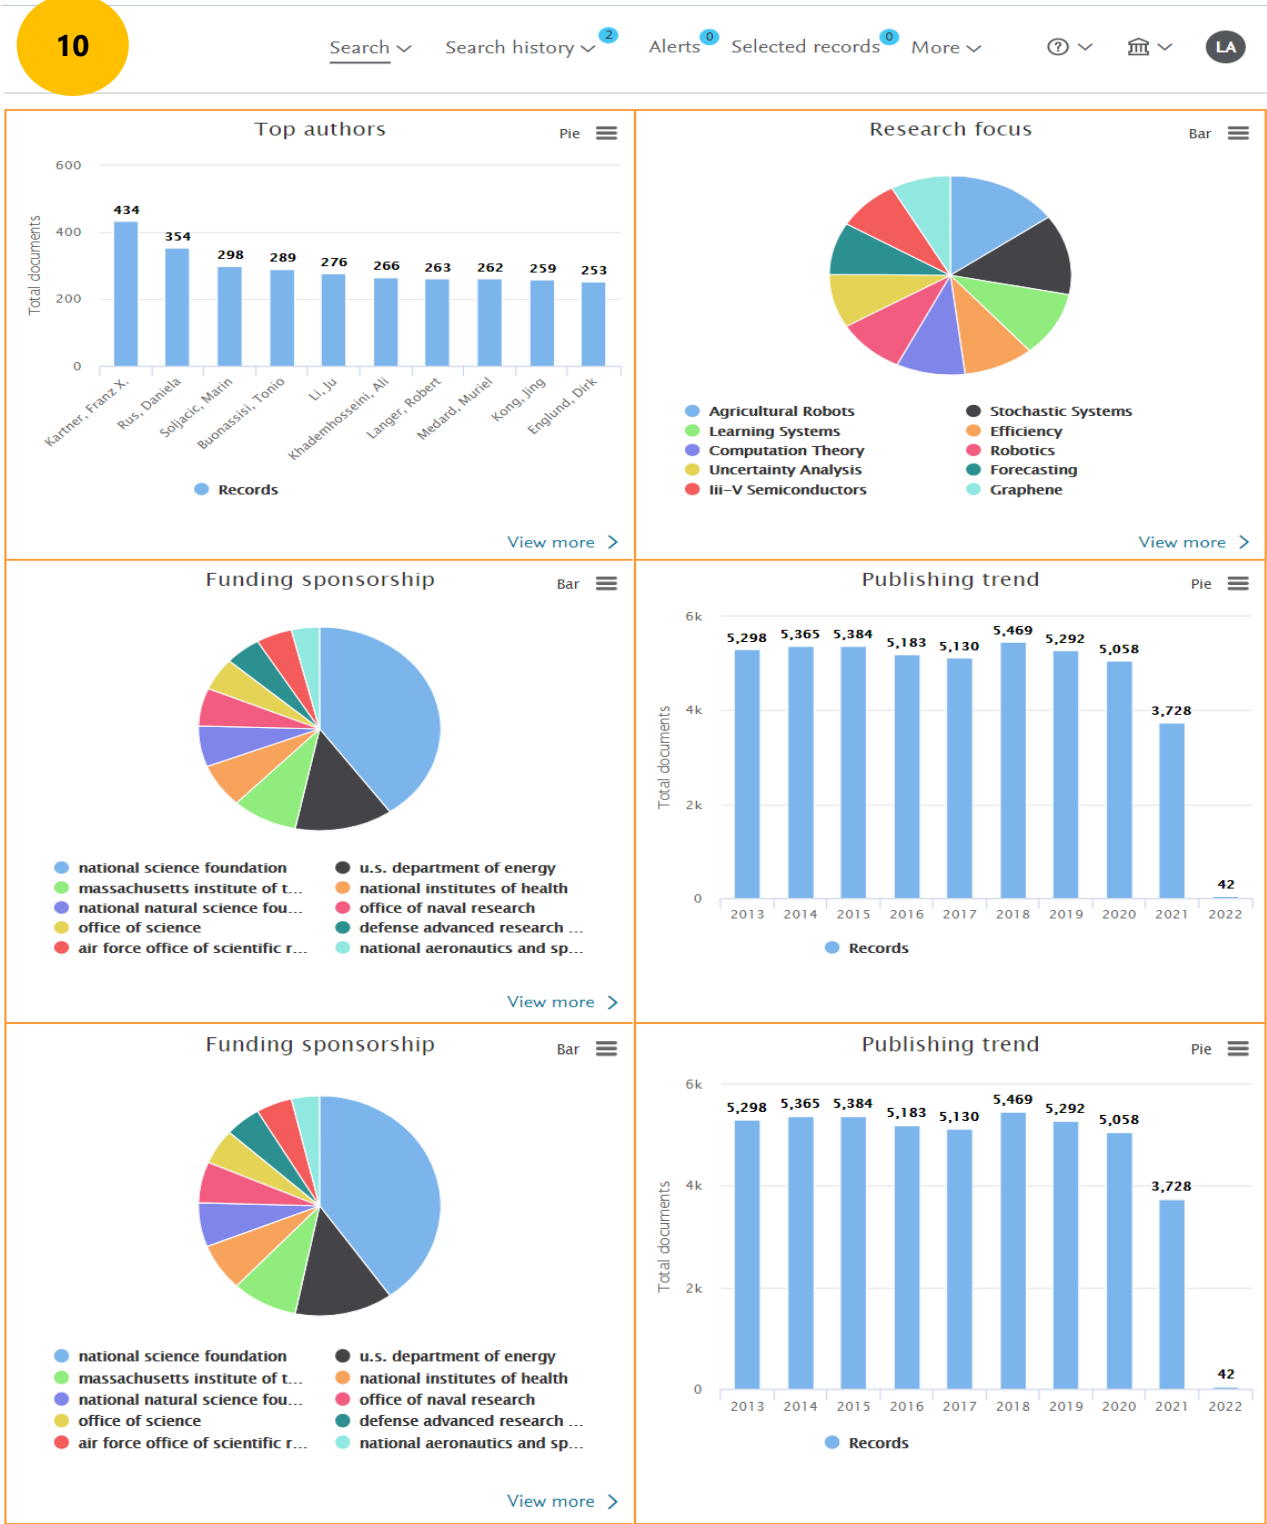 10
Search
Search history 2
Alerts 0
Selected records 0
More
?
LA
Top authors
Pie
600
400
200
0
Total documents
434
354
298
289
276
266
263
262
259
253
Kartner, Franz X.
Rus, Daniela
Soljacic, Marin
Buonassisi, Tonio
Li, Ju
Khademhosseini, Ali
Langer, Robert
Medard, Muriel
Kong, Jing
Englund, Dirk
Records
View more
Research focus
Bar
Agricultural Robots
Stochastic Systems
Learning Systems
Efficiency
Computation Theory
Robotics
Uncertainty Analysis
Forecasting
Iii-V Semiconductors
Graphene
View more
Funding sponsorship
Bar
national science foundation
u.s. department of energy
massachusetts institute of t...
national institutes of health
national natural science fou...
office of naval research
office of science
defense advanced research ...
air force office of scientific r...
national aeronautics and sp...
View more
Publishing trend
Pie
6k
4k
2k
0
Total documents
5,298
5,365
5,384
5,183
5,130
5,469
5,292
5,058
3,728
42
2013
2014
2015
2016
2017
2018
2019
2020
2021
2022
Records
Funding sponsorship
Bar
national science foundation
u.s. department of energy
massachusetts institute of t...
national institutes of health
national natural science fou...
office of naval research
office of science
defense advanced research ...
air force office of scientific r...
national aeronautics and sp...
View more
Publishing trend
Pie
6k
4k
2k
0
Total documents
5,298
5,365
5,384
5,183
5,130
5,469
5,292
5,058
3,728
42
2013
2014
2015
2016
2017
2018
2019
2020
2021
2022
Records